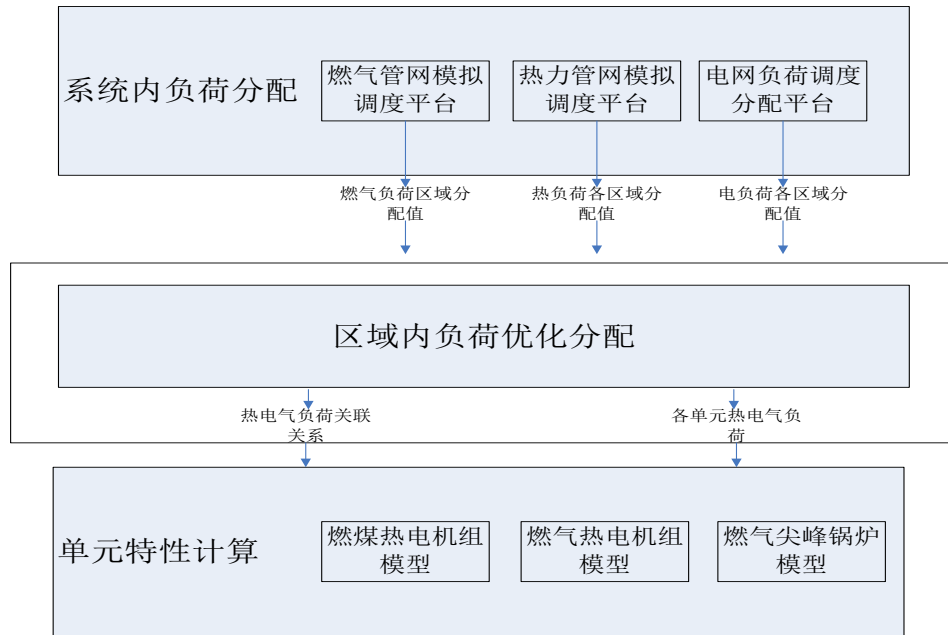 系统内负荷分配
燃气管网模拟
调度平台
热力管网模拟
调度平台
电网负荷调度
分配平台
燃气负荷区域分
配值
热负荷各区域分
配值
电负荷各区域分
配值
区域内负荷优化分配
热电气负荷关联
关系
各单元热电气负
荷
单元特性计算
燃煤热电机组
模型
燃气热电机组
模型
燃气尖峰锅炉
模型